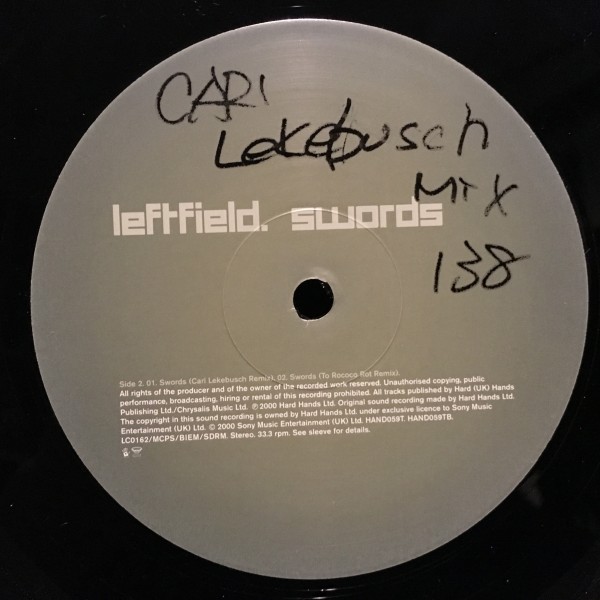 CARI
Lekebusch
MIX
138
leftfield. swords
Side 2. 01. Swords (Cari Lekebusch Remix). 02. Swords (To Rococo Rot Remix).
All rights of the producer and of the owner of the recorded work reserved. Unauthorised copying, public
performance, broadcasting, hiring or rental of this recording prohibited. All tracks published by Hard (UK) Hands
Publishing Ltd./Chrysalis Music Ltd. ℗2000 Hard Hands Ltd. Original sound recording made by Hard Hands Ltd.
The copyright in this sound recording is owned by Hard Hands Ltd. under exclusive licence to Sony Music
Entertainment (UK) Ltd. © 2000 Sony Music Entertainment (UK) Ltd. HAND059T. HAND059TB.
LC0162/MCPS/BIEM/SDRM. Stereo. 33.3 rpm. See sleeve for details.